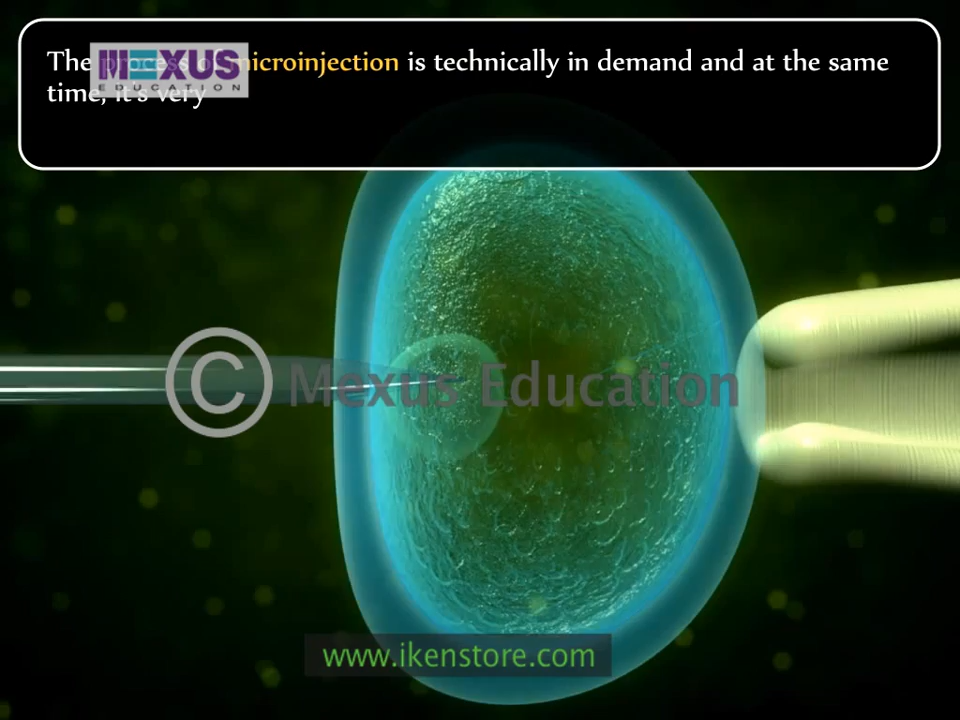 The process of microinjection is technically in demand and at the same
time, it's very
MEXUS
EDUCATION
© Mexus Education
www.ikenstore.com